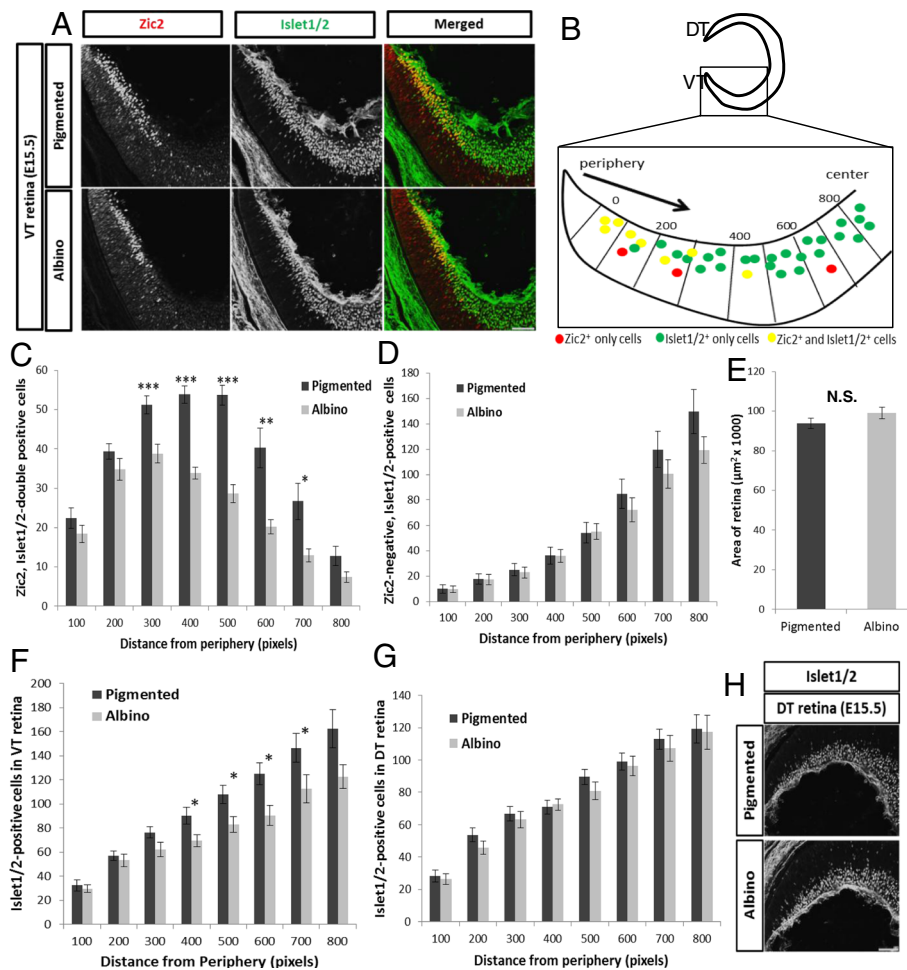 A
Zic2
Islet1/2
Merged
VT retina (E15.5)
Pigmented
Albino
B
DT
VT
periphery
center
0
200
400
600
800
Zic2⁺ only cells
Islet1/2⁺ only cells
Zic2⁺ and Islet1/2⁺ cells
C
Zic2, Islet1/2-double positive cells
60
50
40
30
20
10
0
***
***
***
**
*
Pigmented
Albino
100 200 300 400 500 600 700 800
Distance from periphery (pixels)
D
Zic2-negative, Islet1/2-positive cells
180
160
140
120
100
80
60
40
20
0
Pigmented
Albino
100 200 300 400 500 600 700 800
Distance from periphery (pixels)
E
Area of retina (µm² x 1000)
120
100
80
60
40
20
0
N.S.
Pigmented Albino
F
Islet1/2-positive cells in VT retina
200
180
160
140
120
100
80
60
40
20
0
Pigmented
Albino
*
*
*
*
100 200 300 400 500 600 700 800
Distance from Periphery (pixels)
G
Islet1/2-positive cells in DT retina
140
120
100
80
60
40
20
0
Pigmented
Albino
100 200 300 400 500 600 700 800
Distance from periphery (pixels)
H
Islet1/2
DT retina (E15.5)
Pigmented
Albino